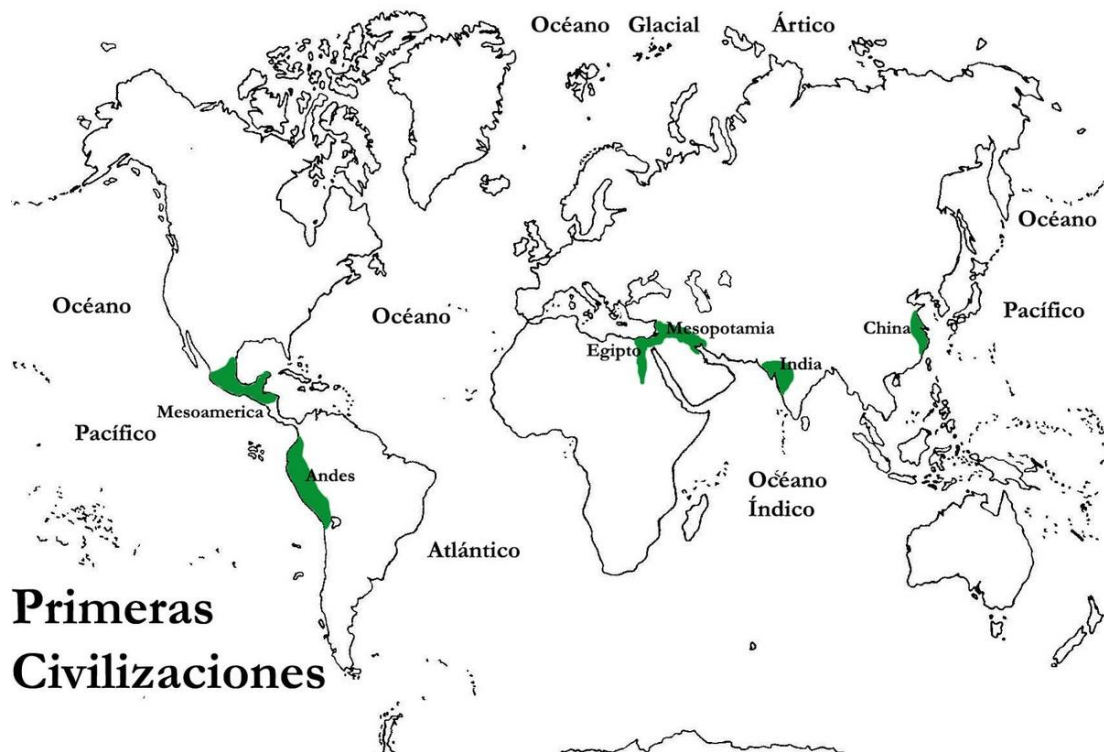 Océano Glacial Ártico
Océano
Océano
Océano
Pacífico
China
Mesopotamia
Egipto
India
Mesoamerica
Pacífico
Andes
Océano
Índico
Atlántico
Primeras
Civilizaciones